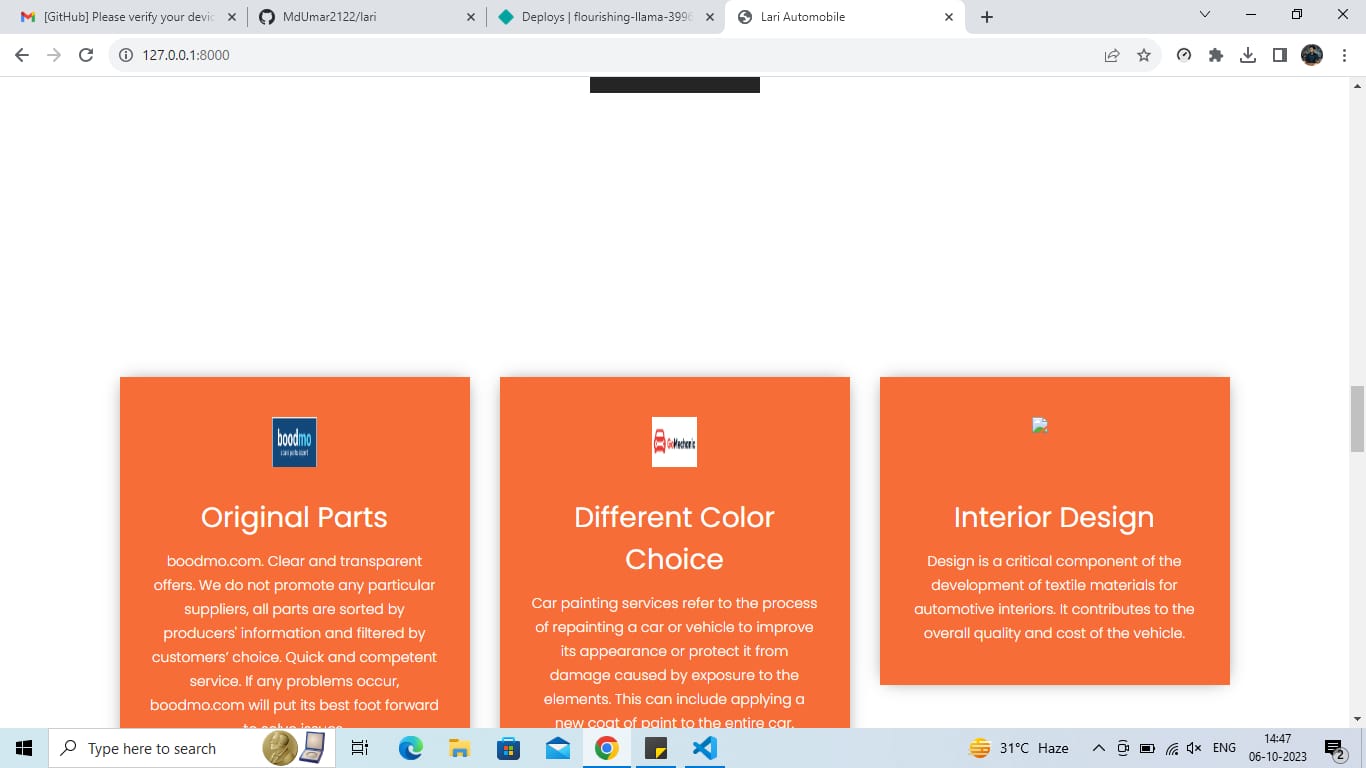 [GitHub] Please verify your devic
MdUmar2122/lari
Deploys | flourishing-llama-3996
Lari Automobile
127.0.0.1:8000
boodmo
GoMechanic
Original Parts
Different Color
Choice
Interior Design
boodmo.com. Clear and transparent
offers. We do not promote any particular
suppliers, all parts are sorted by
producers' information and filtered by
customers’ choice. Quick and competent
service. If any problems occur,
boodmo.com will put its best foot forward
to solve issues.
Car painting services refer to the process
of repainting a car or vehicle to improve
its appearance or protect it from
damage caused by exposure to the
elements. This can include applying a
new coat of paint to the entire car,
Design is a critical component of the
development of textile materials for
automotive interiors. It contributes to the
overall quality and cost of the vehicle.
Type here to search
31°C Haze
ENG
14:47
06-10-2023
2